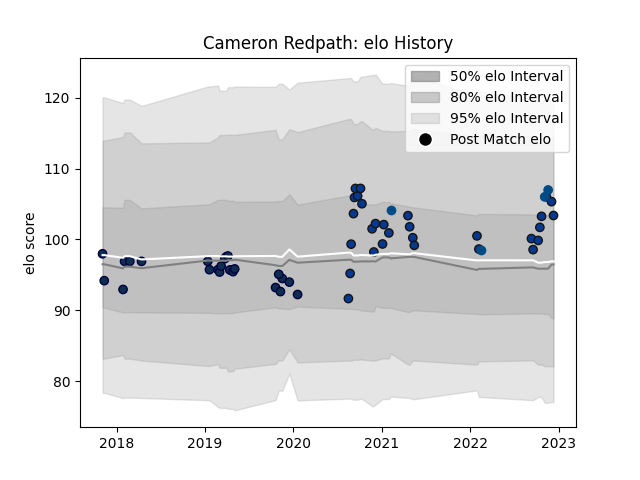 Cameron Redpath: elo History
50% elo Interval
80% elo Interval
95% elo Interval
Post Match elo
elo score
120
110
100
90
80
2018
2019
2020
2021
2022
2023